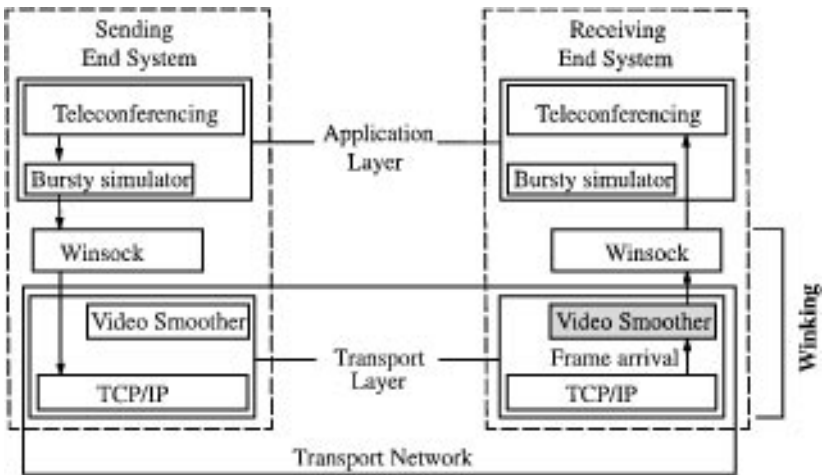 Sending
End System
Teleconferencing
Bursty simulator
Winsock
Video Smoother
TCP/IP
Application
Layer
Transport
Layer
Receiving
End System
Teleconferencing
Bursty simulator
Winsock
Video Smoother
Frame arrival
TCP/IP
Winking
Transport Network